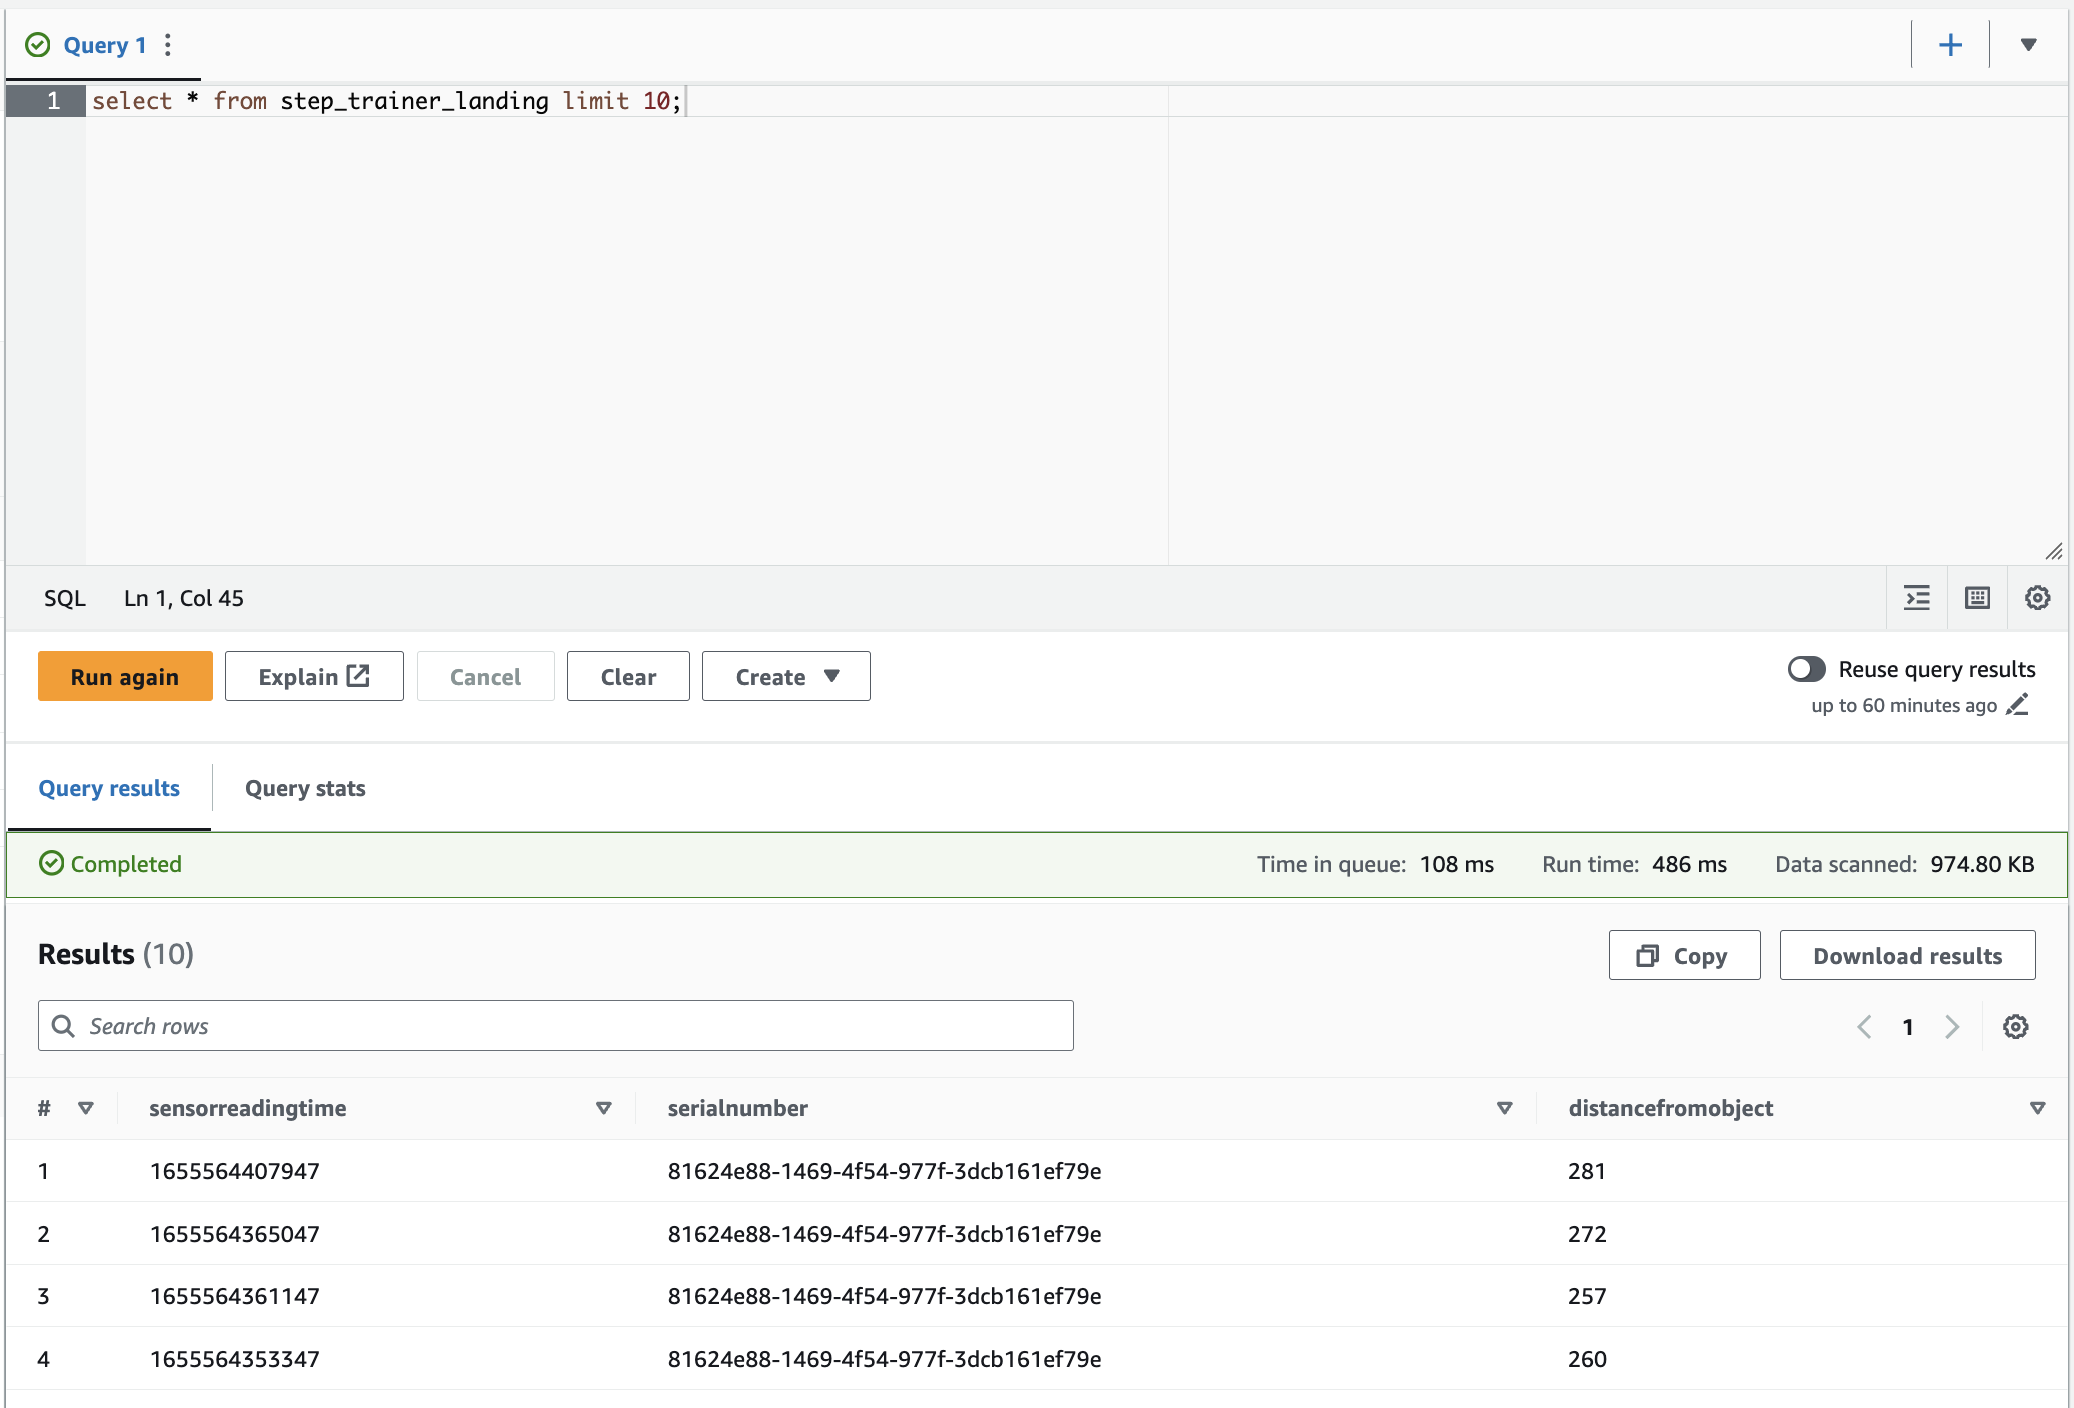 Query 1
1 select * from step_trainer_landing limit 10;
SQL Ln 1, Col 45
Run again Explain Cancel Clear Create Reuse query results
up to 60 minutes ago
Query results Query stats
Completed Time in queue: 108 ms Run time: 486 ms Data scanned: 974.80 KB
Results (10) Copy Download results
Search rows 1
# sensorreadingtime serialnumber distancefromobject
1 1655564407947 81624e88-1469-4f54-977f-3dcb161ef79e 281
2 1655564365047 81624e88-1469-4f54-977f-3dcb161ef79e 272
3 1655564361147 81624e88-1469-4f54-977f-3dcb161ef79e 257
4 1655564353347 81624e88-1469-4f54-977f-3dcb161ef79e 260